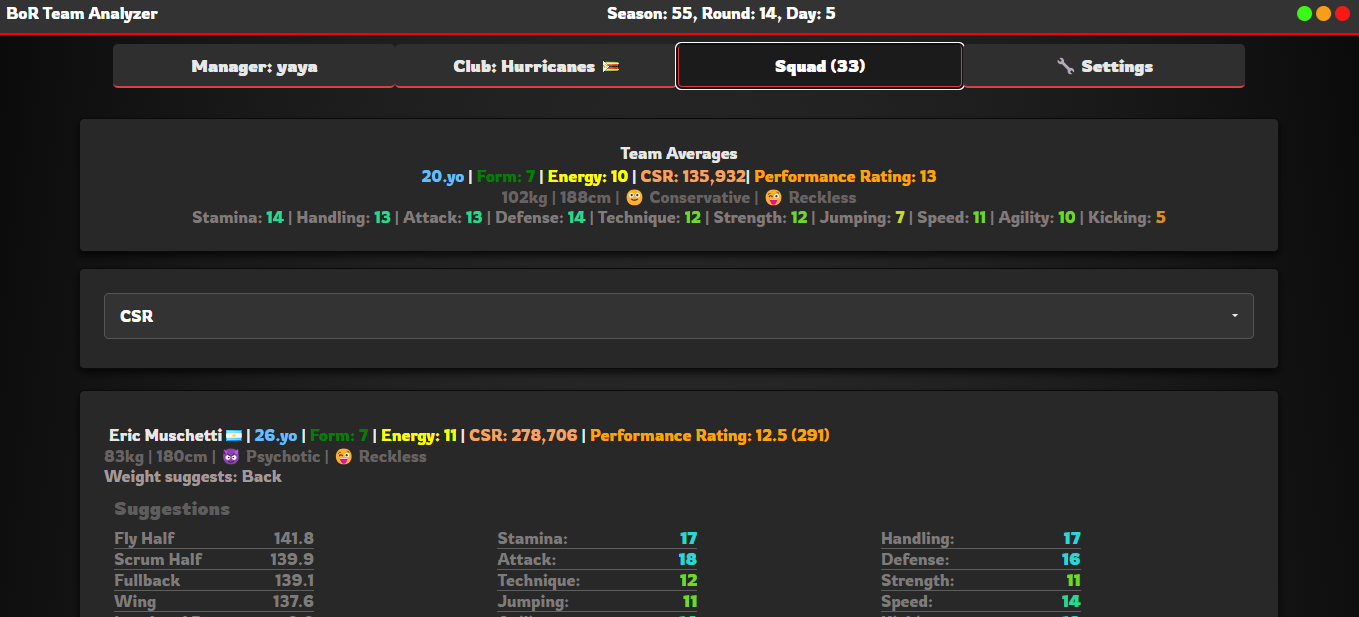 BoR Team Analyzer
Season: 55, Round: 14, Day: 5
Manager: yaya
Club: Hurricanes
Squad (33)
Settings
Team Averages
20.yo | Form: 7 | Energy: 10 | CSR: 135,932| Performance Rating: 13
102kg | 188cm | Conservative | Reckless
Stamina: 14 | Handling: 13 | Attack: 13 | Defense: 14 | Technique: 12 | Strength: 12 | Jumping: 7 | Speed: 11 | Agility: 10 | Kicking: 5
CSR
Eric Muschetti | 26.yo | Form: 7 | Energy: 11 | CSR: 278,706 | Performance Rating: 12.5 (291)
83kg | 180cm | Psychotic | Reckless
Weight suggests: Back
Suggestions
Fly Half 141.8
Scrum Half 139.9
Fullback 139.1
Wing 137.6
Stamina: 17
Attack: 18
Technique: 12
Jumping: 11
Handling: 17
Defense: 16
Strength: 11
Speed: 14